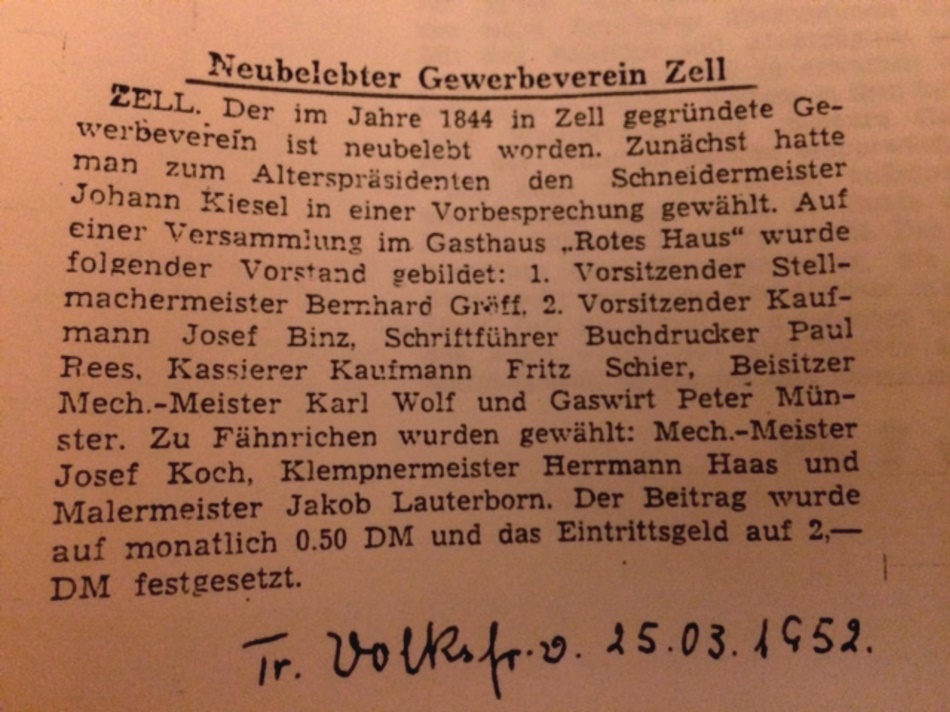 Neubelebter Gewerbeverein Zell
ZELL. Der im Jahre 1844 in Zell gegründete Ge-
werbeverein ist neubelebt worden. Zunächst hatte
man zum Alterspräsidenten den Schneidermeister
Johann Kiesel in einer Vorbesprechung gewählt. Auf
einer Versammlung im Gasthaus „Rotes Haus“ wurde
folgender Vorstand gebildet: 1. Vorsitzender Stell-
machermeister Bernhard Gröff, 2. Vorsitzender Kauf-
mann Josef Binz, Schriftführer Buchdrucker Paul
Rees, Kassierer Kaufmann Fritz Schier, Beisitzer
Mech.-Meister Karl Wolf und Gaswirt Peter Mün-
ster. Zu Fähnrichen wurden gewählt: Mech.-Meister
Josef Koch, Klempnermeister Herrmann Haas und
Malermeister Jakob Lauterborn. Der Beitrag wurde
auf monatlich 0.50 DM und das Eintrittsgeld auf 2,—
DM festgesetzt.
Tr. Volksfr. v. 25.03.1952.